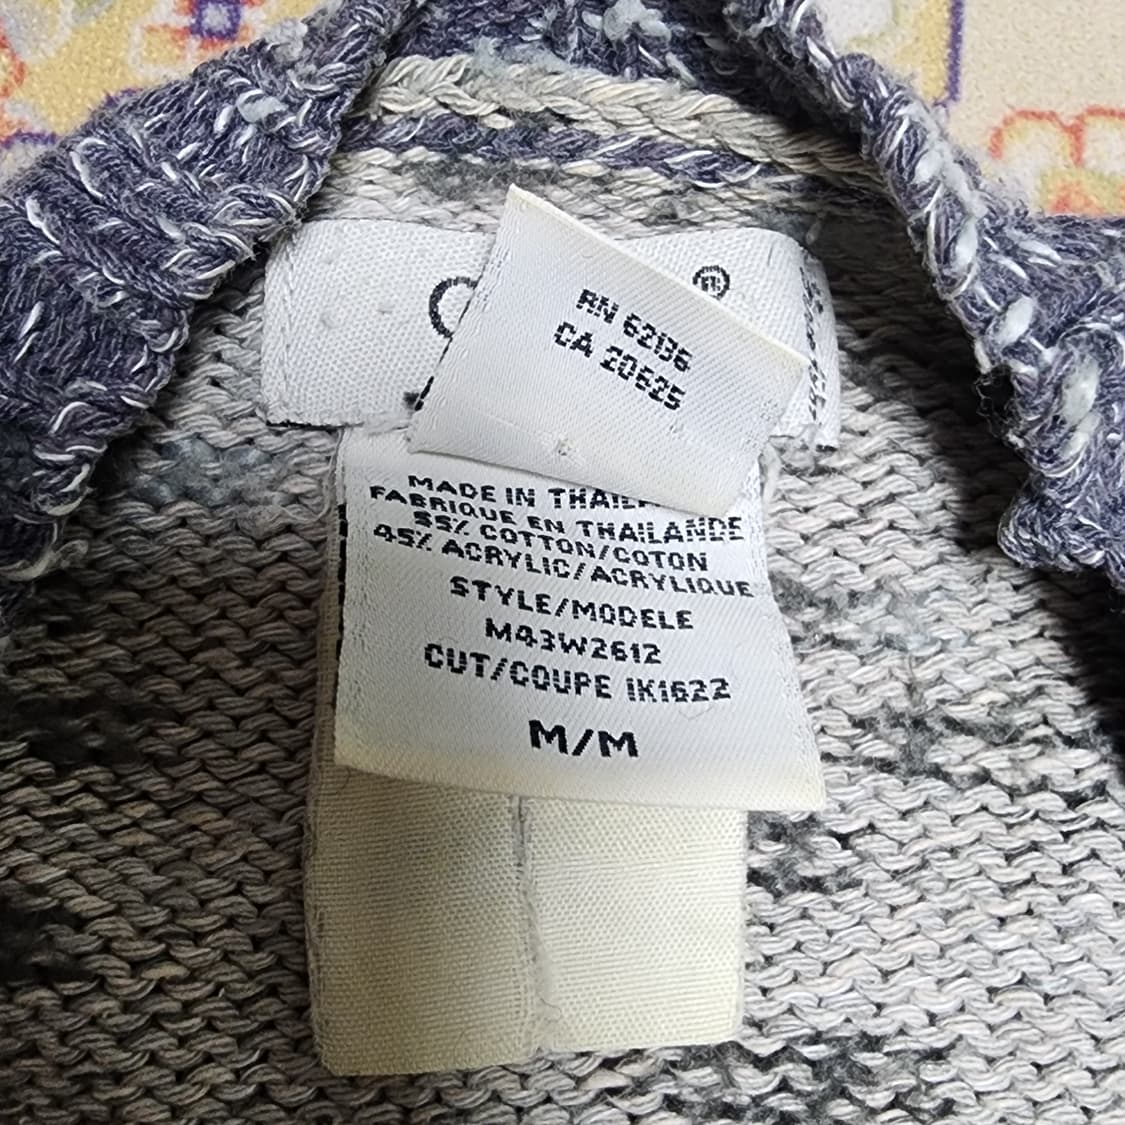 ®
RN 62136
CA 20625
MADE IN
FABRIQUE EN THAILANDE
55% COTTON/COTON
45% ACRYLIC/ACRYLIQUE
STYLE/MODELE
M43W2612
CUT/COUPE IK1622
M/M